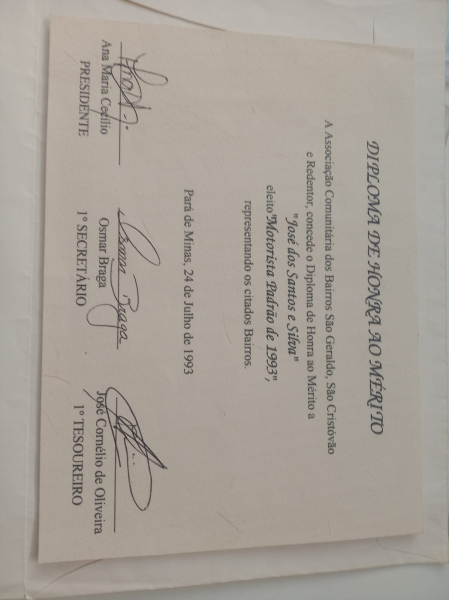 DIPLOMA DE HONRA AO MÉRITO
A Associação Comunitária dos Bairros São Geraldo, São Cristóvão
e Redentor, concede o Diploma de Honra ao Mérito a
"José dos Santos e Silva"
eleito"Motorista Padrão de 1993",
representando os citados Bairros.
Pará de Minas, 24 de Julho de 1993
Ana Maria Cecílio
PRESIDENTE
Osmar Braga
Osmar Braga
1º SECRETÁRIO
José Cornélio de Oliveira
1º TESOUREIRO